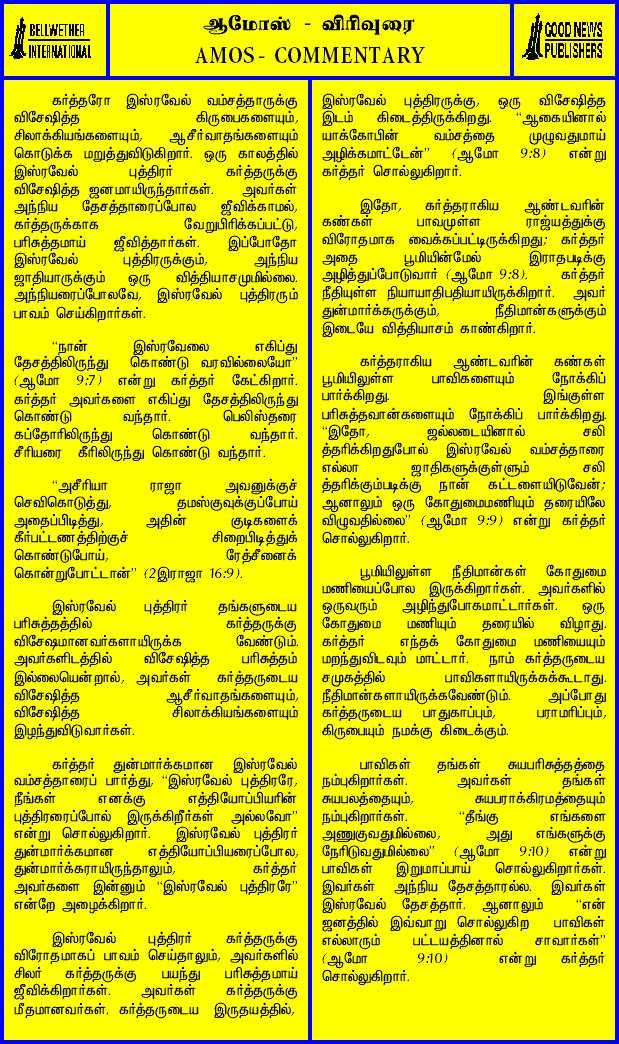 BELLWETHER
INTERNATIONAL
ஆமோஸ் - விரிவுரை
AMOS - COMMENTARY
GOOD NEWS
PUBLISHERS
கர்த்தரோ இஸ்ரவேல் வம்சத்தாருக்கு
விசேஷித்த கிருபைகளையும்,
சிலாக்கியங்களையும், ஆசீர்வாதங்களையும்
கொடுக்க மறுத்துவிடுகிறார். ஒரு காலத்தில்
இஸ்ரவேல் புத்திரர் கர்த்தருக்கு
விசேஷித்த ஜனமாயிருந்தார்கள். அவர்கள்
அந்நிய தேசத்தாரைப்போல ஜீவிக்காமல்,
கர்த்தருக்காக வேறுபிரிக்கப்பட்டு,
பரிசுத்தமாய் ஜீவித்தார்கள். இப்போதோ
இஸ்ரவேல் புத்திரருக்கும், அந்நிய
ஜாதியாருக்கும் ஒரு வித்தியாசமுமில்லை.
அந்நியரைப்போலவே, இஸ்ரவேல் புத்திரரும்
பாவம் செய்கிறார்கள்.
“நான் இஸ்ரவேலை எகிப்து
தேசத்திலிருந்து கொண்டு வரவில்லையோ”
(ஆமோ 9:7) என்று கர்த்தர் கேட்கிறார்.
கர்த்தர் அவர்களை எகிப்து தேசத்திலிருந்து
கொண்டு வந்தார். பெலிஸ்தரை
கப்தோரிலிருந்து கொண்டு வந்தார்.
சீரியரை கீரிலிருந்து கொண்டு வந்தார்.
“அசீரியா ராஜா அவனுக்குச்
செவிகொடுத்து, தமஸ்குவுக்குப்போய்
அதைப்பிடித்து, அதின் குடிகளைக்
கீர்பட்டணத்திற்குச் சிறைபிடித்துக்
கொண்டுபோய், ரேத்சீனைக்
கொன்றுபோட்டான்” (2இராஜா 16:9).
இஸ்ரவேல் புத்திரர் தங்களுடைய
பரிசுத்தத்தில் கர்த்தருக்கு
விசேஷமானவர்களாயிருக்க வேண்டும்.
அவர்களிடத்தில் விசேஷித்த பரிசுத்தம்
இல்லையென்றால், அவர்கள் கர்த்தருடைய
விசேஷித்த ஆசீர்வாதங்களையும்,
விசேஷித்த சிலாக்கியங்களையும்
இழந்துவிடுவார்கள்.
கர்த்தர் துன்மார்க்கமான இஸ்ரவேல்
வம்சத்தாரைப் பார்த்து, “இஸ்ரவேல் புத்திரரே,
நீங்கள் எனக்கு எத்தியோப்பியரின்
புத்திரரைப்போல் இருக்கிறீர்கள் அல்லவோ”
என்று சொல்லுகிறார். இஸ்ரவேல் புத்திரர்
துன்மார்க்கமான எத்தியோப்பியரைப்போல,
துன்மார்க்கராயிருந்தாலும், கர்த்தர்
அவர்களை இன்னும் “இஸ்ரவேல் புத்திரரே”
என்றே அழைக்கிறார்.
இஸ்ரவேல் புத்திரர் கர்த்தருக்கு
விரோதமாகப் பாவம் செய்தாலும், அவர்களில்
சிலர் கர்த்தருக்கு பயந்து பரிசுத்தமாய்
ஜீவிக்கிறார்கள். அவர்கள் கர்த்தருக்கு
மீதமானவர்கள். கர்த்தருடைய இருதயத்தில்,
இஸ்ரவேல் புத்திரருக்கு, ஒரு விசேஷித்த
இடம் கிடைத்திருக்கிறது. “ஆகையினால்
யாக்கோபின் வம்சத்தை முழுவதுமாய்
அழிக்கமாட்டேன்” (ஆமோ 9:8) என்று
கர்த்தர் சொல்லுகிறார்.
இதோ, கர்த்தராகிய ஆண்டவரின்
கண்கள் பாவமுள்ள ராஜ்யத்துக்கு
விரோதமாக வைக்கப்பட்டிருக்கிறது; கர்த்தர்
அதை பூமியின்மேல் இராதபடிக்கு
அழித்துப்போடுவார் (ஆமோ 9:8). கர்த்தர்
நீதியுள்ள நியாயாதிபதியாயிருக்கிறார். அவர்
துன்மார்க்கருக்கும், நீதிமான்களுக்கும்
இடையே வித்தியாசம் காண்கிறார்.
கர்த்தராகிய ஆண்டவரின் கண்கள்
பூமியிலுள்ள பாவிகளையும் நோக்கிப்
பார்க்கிறது. இங்குள்ள
பரிசுத்தவான்களையும் நோக்கிப் பார்க்கிறது.
“இதோ, ஜல்லடையினால் சலி
த்தரிக்கிறதுபோல் இஸ்ரவேல் வம்சத்தாரை
எல்லா ஜாதிகளுக்குள்ளும் சலி
த்தரிக்கும்படிக்கு நான் கட்டளையிடுவேன்;
ஆனாலும் ஒரு கோதுமைமணியும் தரையிலே
விழுவதில்லை” (ஆமோ 9:9) என்று கர்த்தர்
சொல்லுகிறார்.
பூமியிலுள்ள நீதிமான்கள் கோதுமை
மணியைப்போல இருக்கிறார்கள். அவர்களில்
ஒருவரும் அழிந்துபோகமாட்டார்கள். ஒரு
கோதுமை மணியும் தரையில் விழாது.
கர்த்தர் எந்தக் கோதுமை மணியையும்
மறந்துவிடவும் மாட்டார். நாம் கர்த்தருடைய
சமுகத்தில் பாவிகளாயிருக்கக்கூடாது.
நீதிமான்களாயிருக்கவேண்டும். அப்போது
கர்த்தருடைய பாதுகாப்பும், பராமரிப்பும்,
கிருபையும் நமக்கு கிடைக்கும்.
பாவிகள் தங்கள் சுயபரிசுத்தத்தை
நம்புகிறார்கள். அவர்கள் தங்கள்
சுயபலத்தையும், சுயபராக்கிரமத்தையும்
நம்புகிறார்கள். “தீங்கு எங்களை
அணுகுவதுமில்லை, அது எங்களுக்கு
நேரிடுவதுமில்லை” (ஆமோ 9:10) என்று
பாவிகள் இறுமாப்பாய் சொல்லுகிறார்கள்.
இவர்கள் அந்நிய தேசத்தாரல்ல. இவர்கள்
இஸ்ரவேல் தேசத்தார். ஆனாலும் “என்
ஜனத்தில் இவ்வாறு சொல்லுகிற பாவிகள்
எல்லாரும் பட்டயத்தினால் சாவார்கள்”
(ஆமோ 9:10) என்று கர்த்தர்
சொல்லுகிறார்.